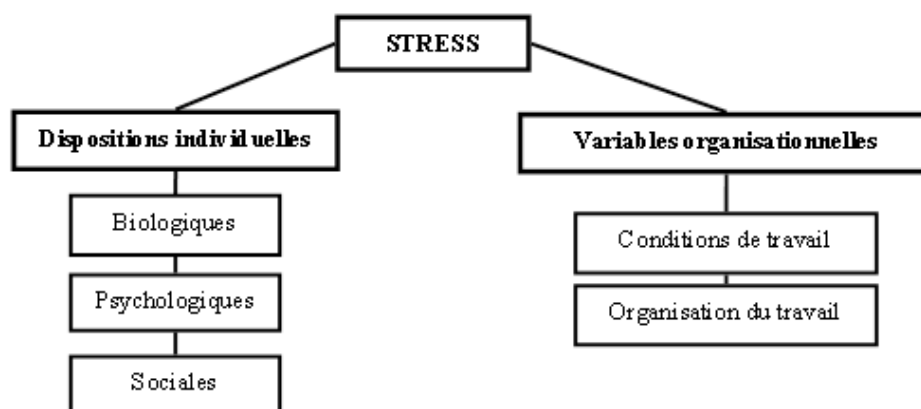 STRESS
Dispositions individuelles
Variables organisationnelles
Biologiques
Psychologiques
Sociales
Conditions de travail
Organisation du travail